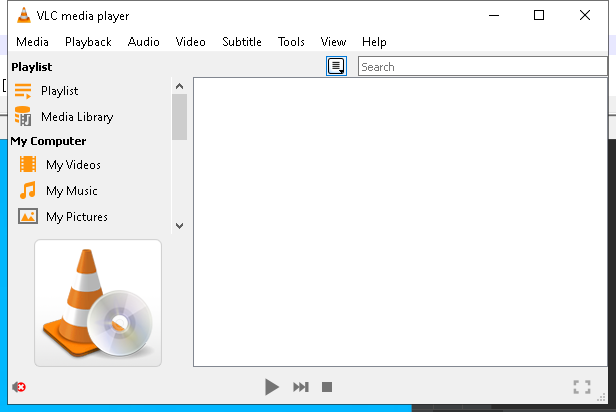 VLC media player
Media Playback Audio Video Subtitle Tools View Help
Playlist
Search
Playlist
Media Library
My Computer
My Videos
My Music
My Pictures